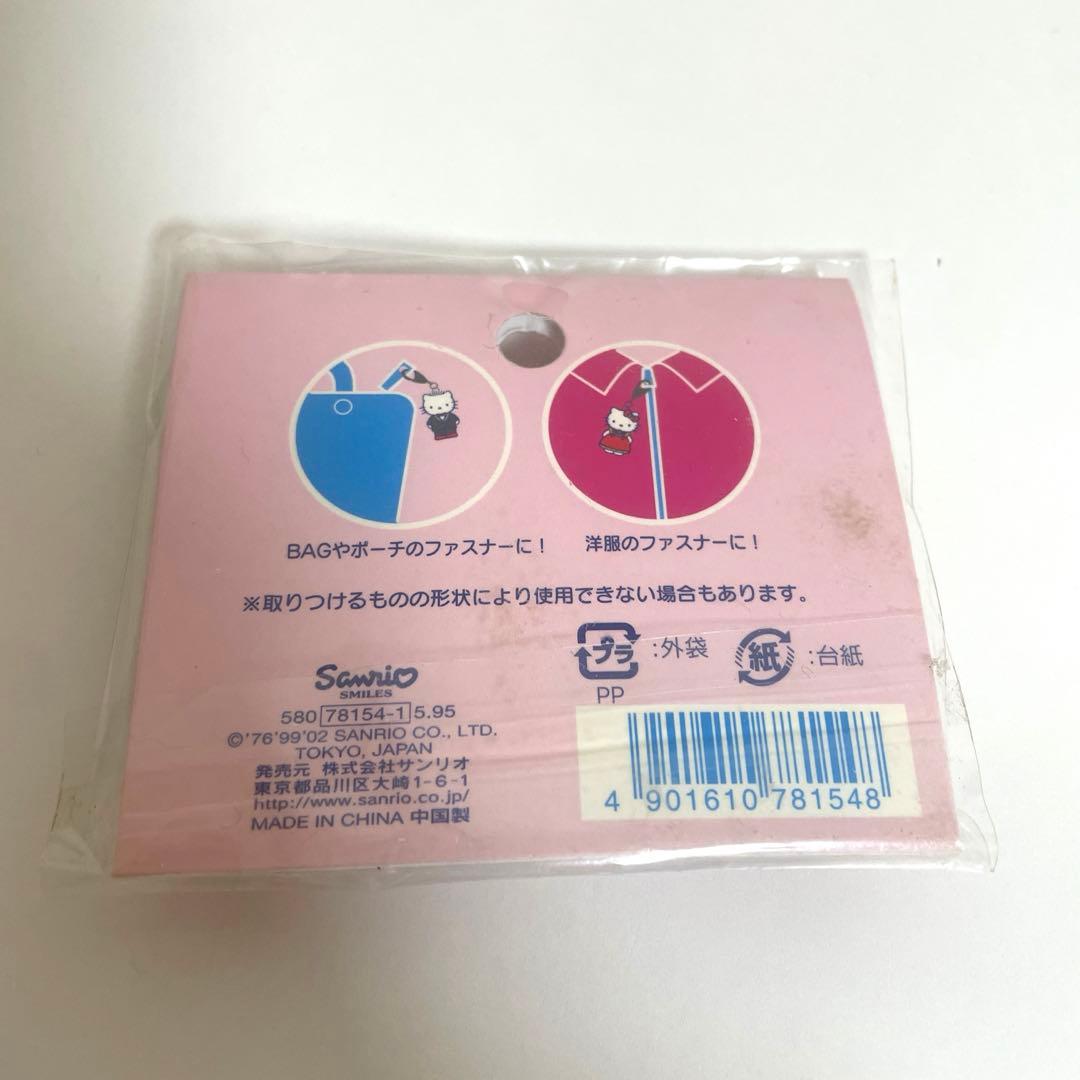 BAGやポーチのファスナーに！
洋服のファスナーに！
※取りつけるものの形状により使用できない場合もあります。
プラ :外袋
PP
紙 :台紙
Sanrio
SMILES
580 78154-1 5.95
©'76'99'02 SANRIO CO., LTD.
TOKYO, JAPAN
発売元 株式会社サンリオ
東京都品川区大崎1-6-1
http://www.sanrio.co.jp/
MADE IN CHINA 中国製
4 901610 781548